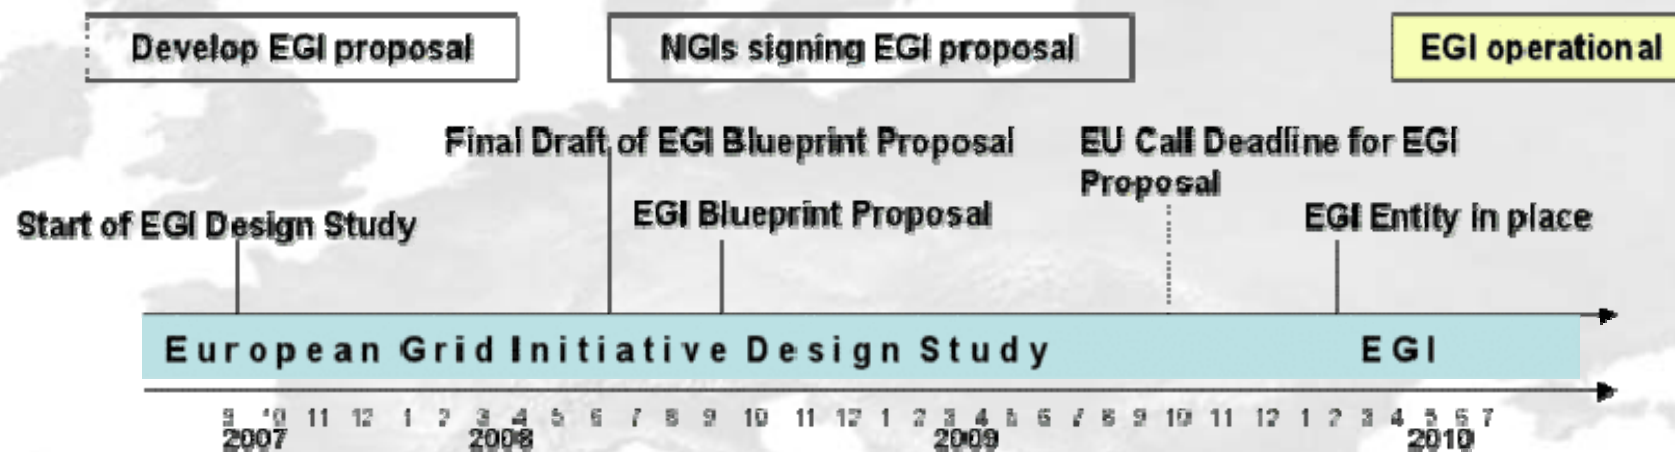 Develop EGI proposal
NGIs signing EGI proposal
EGI operational
Final Draft of EGI Blueprint Proposal
EU Call Deadline for EGI
Proposal
Start of EGI Design Study
EGI Blueprint Proposal
EGI Entity in place
European Grid Initiative Design Study
EGI
9 10 11 12 1 2 3 4 5 6 7 8 9 10 11 12 1 2 3 4 5 6 7 8 9 10 11 12 1 2 3 4 5 6 7
2007 2008 2009 2010